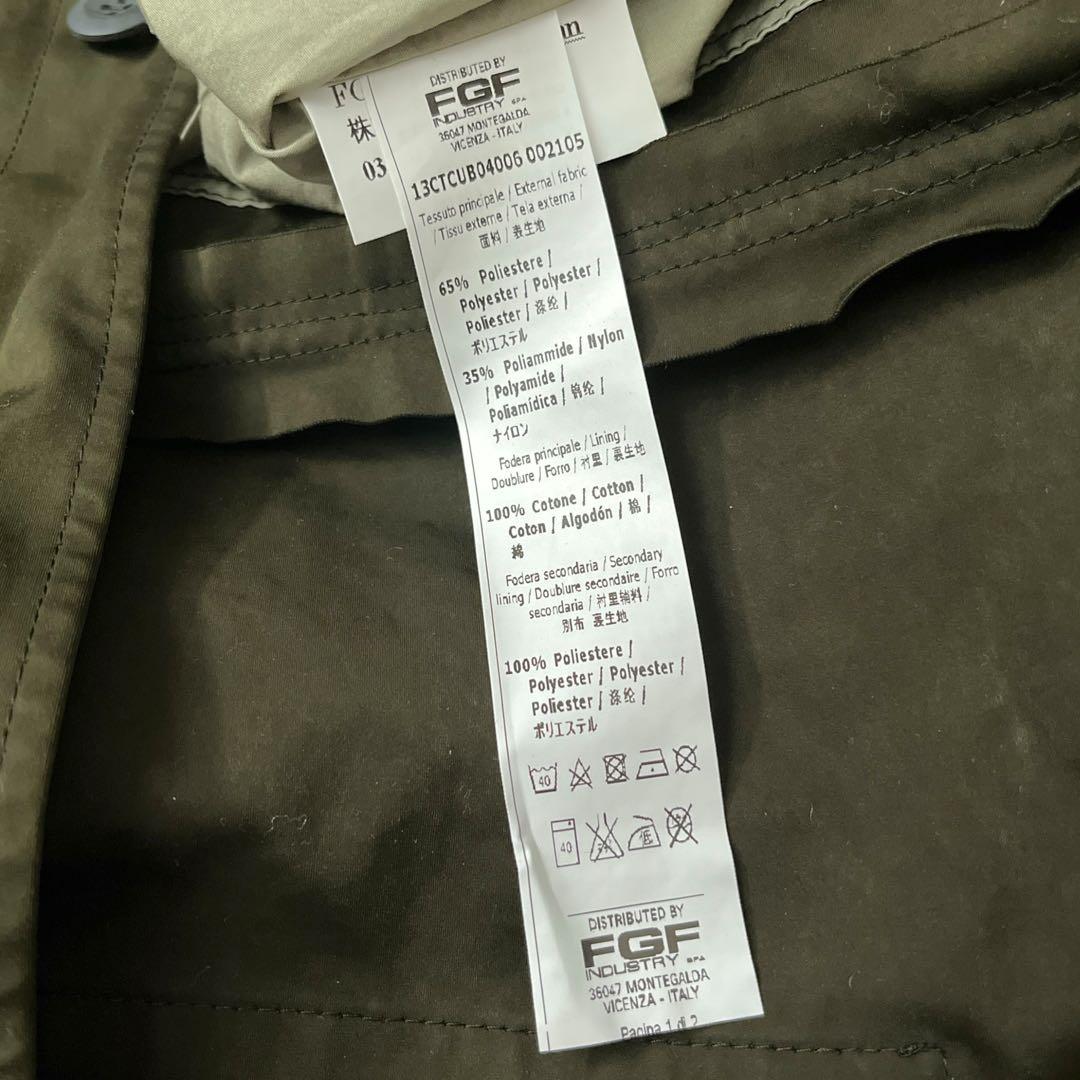 nn
FG
株
03
DISTRIBUTED BY
FGF
INDUSTRY SPA
36047 MONTEGALDA
VICENZA - ITALY
13CTCUB04006 002105
Tessuto principale / External fabric
/ Tissu externe / Tela externa /
面料 / 表生地
65% Poliestere /
Polyester / Polyester /
Poliester / 涤纶 /
ポリエステル
35% Poliammide / Nylon
/ Polyamide /
Poliamídica / 锦纶 /
ナイロン
Fodera principale / Lining /
Doublure / Forro / 衬里 / 裏生地
100% Cotone / Cotton /
Coton / Algodón / 棉 /
綿
Fodera secondaria / Secondary
lining / Doublure secondaire / Forro
secondaria / 衬里辅料 /
別布 裏生地
100% Poliestere /
Polyester / Polyester /
Poliester / 涤纶 /
ポリエステル
40
40 低
DISTRIBUTED BY
FGF
INDUSTRY SPA
36047 MONTEGALDA
VICENZA - ITALY
Pagina 1 di 2